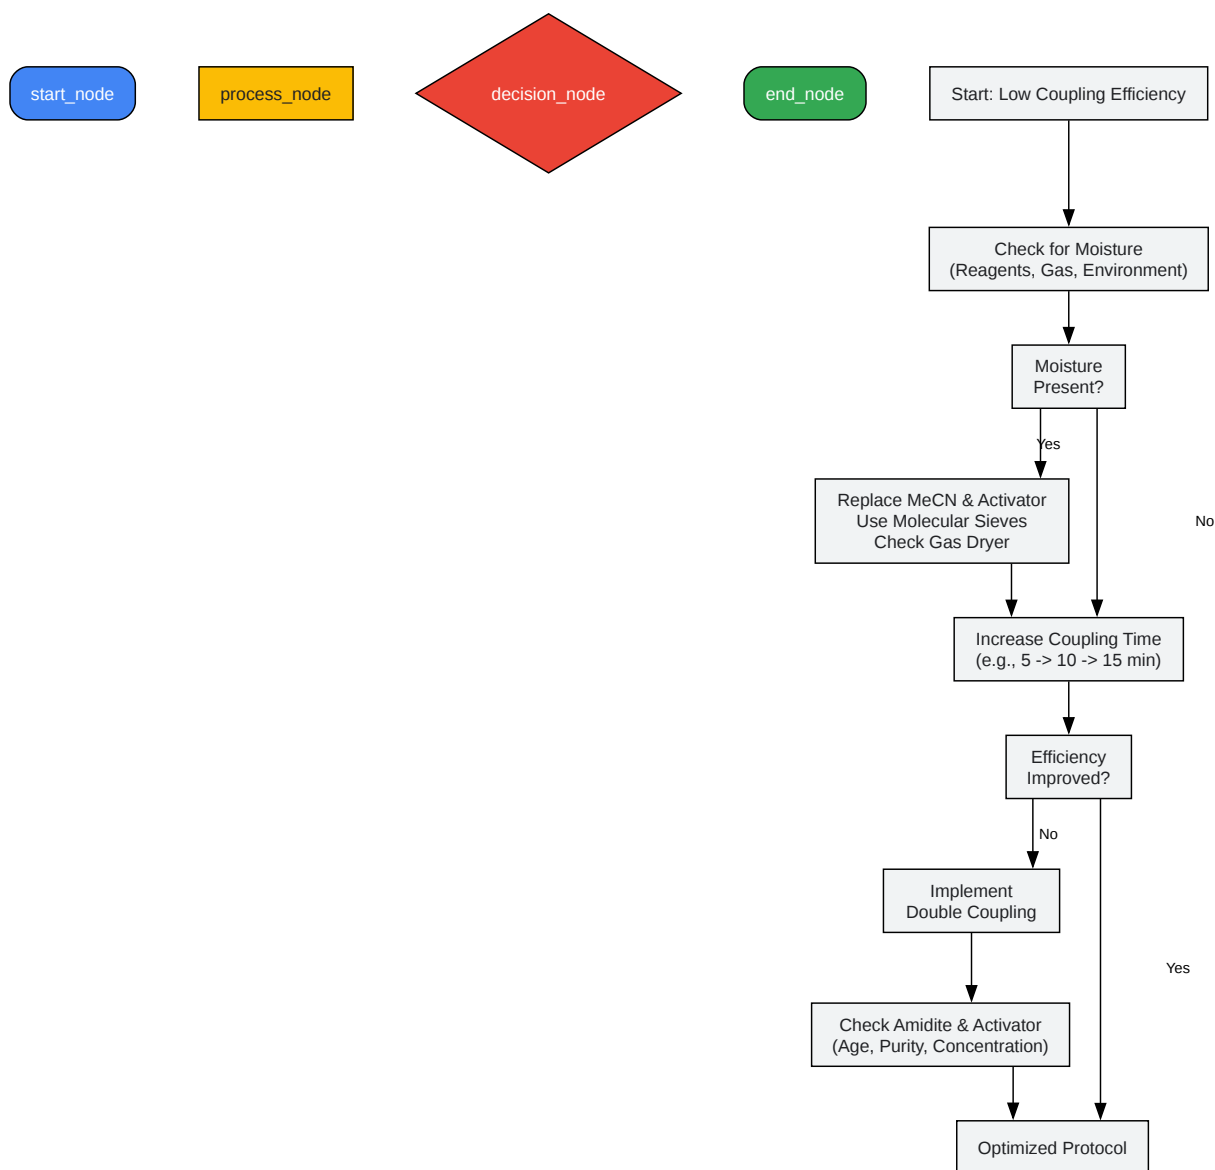 start_node
process_node
decision_node
end_node
Start: Low Coupling Efficiency
Check for Moisture
(Reagents, Gas, Environment)
Moisture
Present?
Yes
Replace MeCN & Activator
Use Molecular Sieves
Check Gas Dryer
No
Increase Coupling Time
(e.g., 5 -> 10 -> 15 min)
Efficiency
Improved?
No
Implement
Double Coupling
Yes
Check Amidite & Activator
(Age, Purity, Concentration)
Optimized Protocol